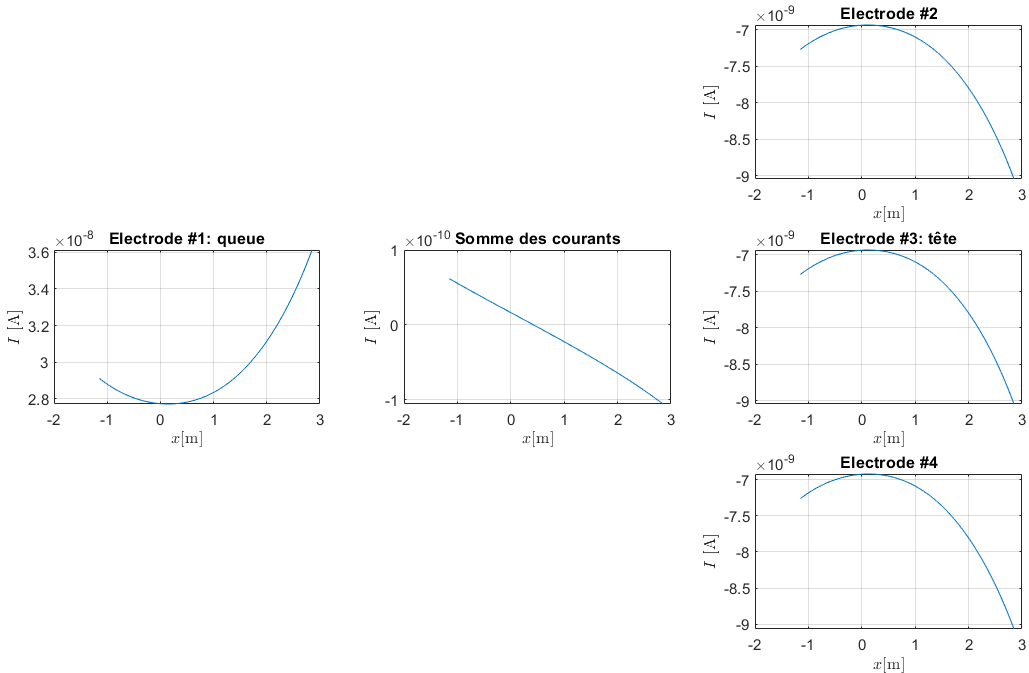 Electrode #2
×10⁻⁹
-7
-7.5
-8
-8.5
-9
I [A]
-2 -1 0 1 2 3
x[m]
Electrode #1: queue
×10⁻⁸
3.6
3.4
3.2
3
2.8
I [A]
-2 -1 0 1 2 3
x[m]
Somme des courants
×10⁻¹⁰
1
0
-1
I [A]
-2 -1 0 1 2 3
x[m]
Electrode #3: tête
×10⁻⁹
-7
-7.5
-8
-8.5
-9
I [A]
-2 -1 0 1 2 3
x[m]
Electrode #4
×10⁻⁹
-7
-7.5
-8
-8.5
-9
I [A]
-2 -1 0 1 2 3
x[m]